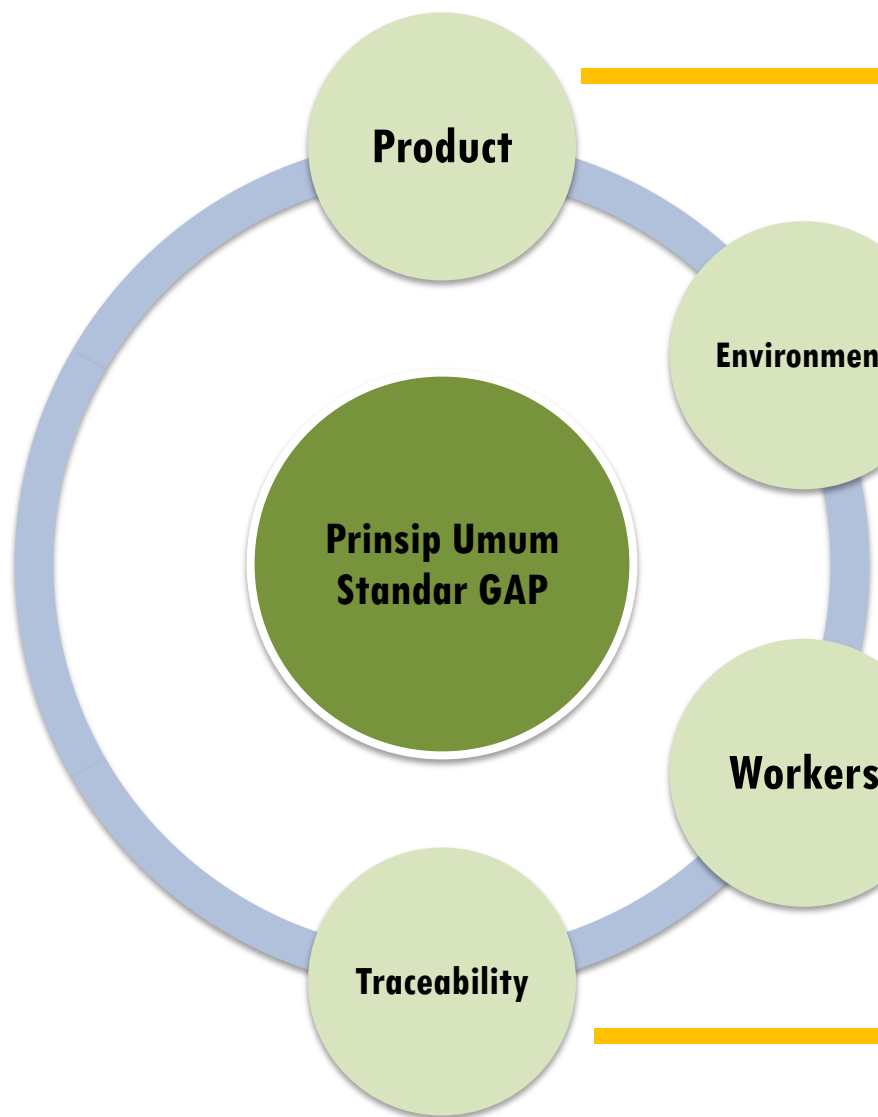 Product
Environmen
Prinsip Umum
Standar GAP
Workers
Traceability